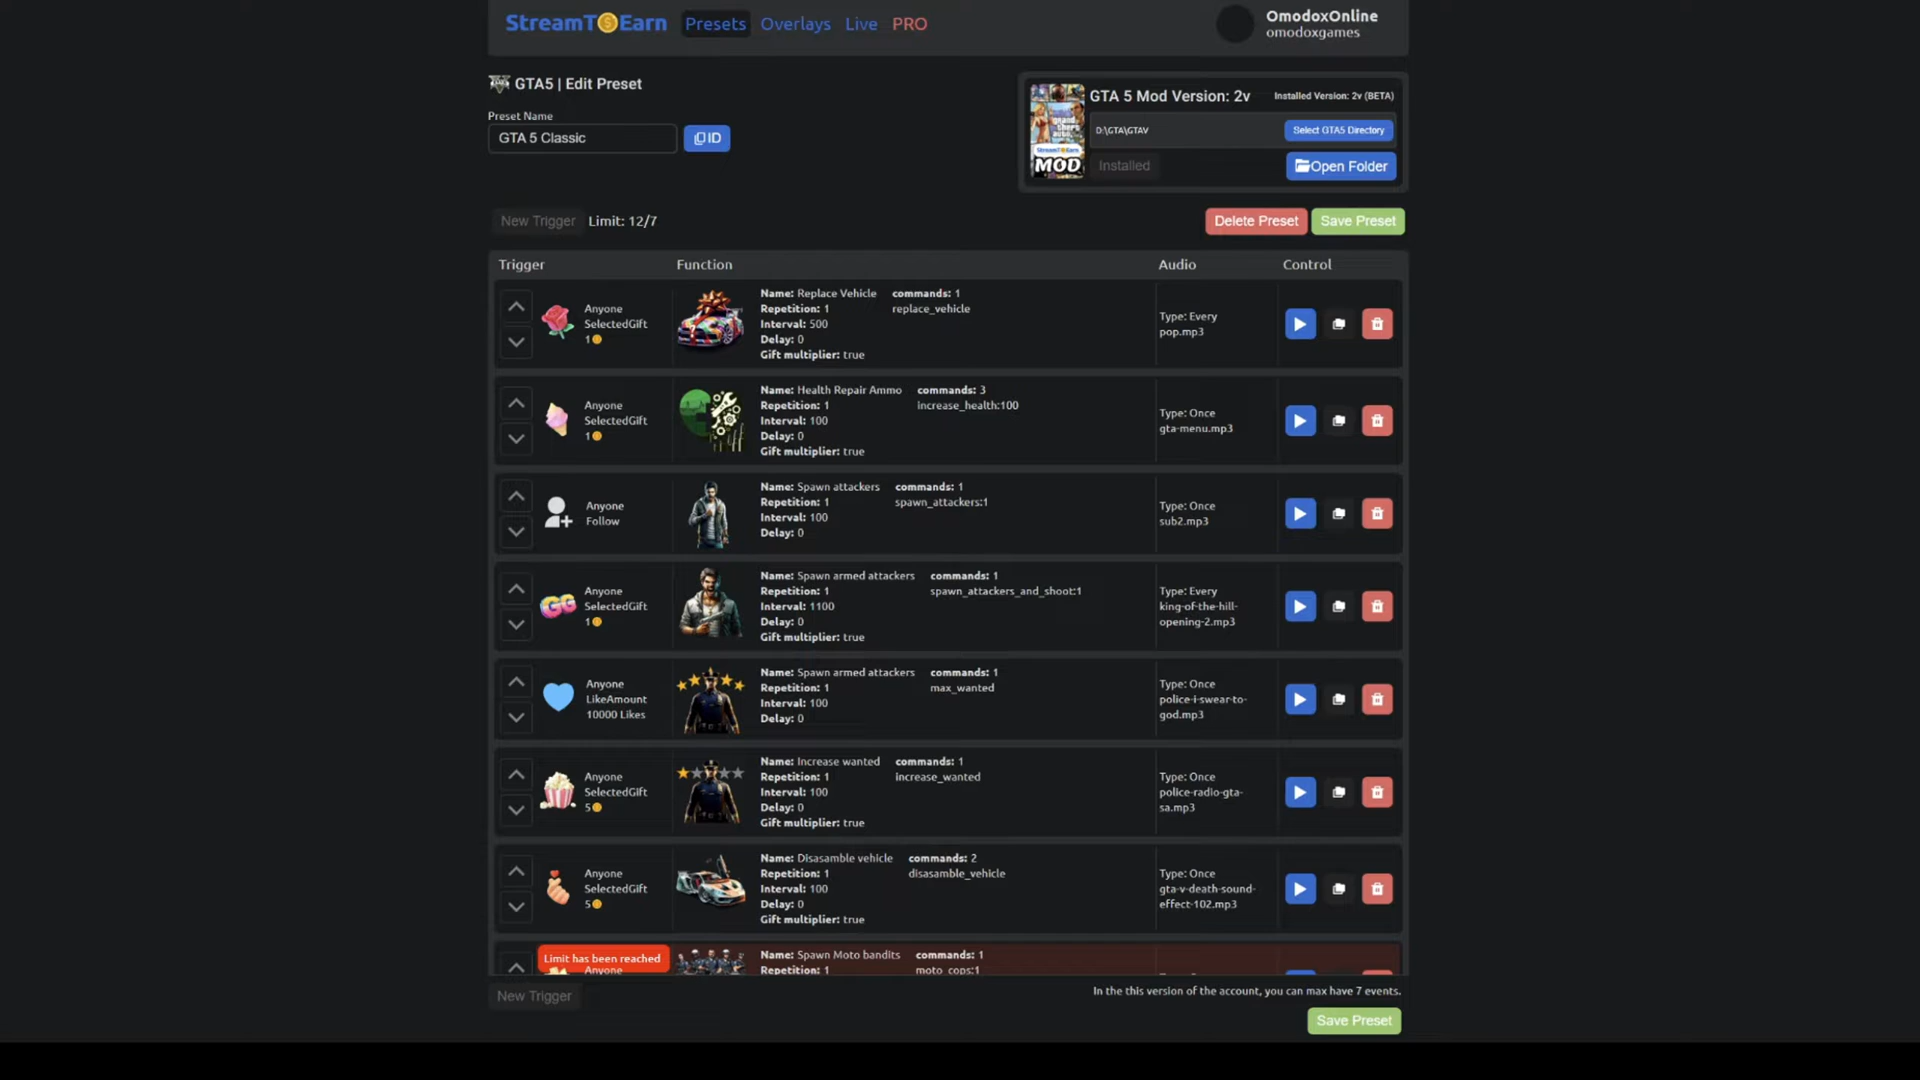 StreamToEarn Presets Overlays Live PRO
OmodoxOnline
omodoxgames
GTA5 | Edit Preset
Preset Name
GTA 5 Classic
ID
GTA 5 Mod Version: 2v
Installed Version: 2v (BETA)
D:\GTA\GTAV
Select GTA5 Directory
grand
theft
auto
StreamToEarn
MOD
Installed
Open Folder
New Trigger Limit: 12/7
Delete Preset Save Preset
Trigger Function Audio Control
Anyone
SelectedGift
1
Name: Replace Vehicle
Repetition: 1
Interval: 500
Delay: 0
Gift multiplier: true
commands: 1
replace_vehicle
Type: Every
pop.mp3
Anyone
SelectedGift
1
Name: Health Repair Ammo
Repetition: 1
Interval: 100
Delay: 0
Gift multiplier: true
commands: 3
increase_health:100
Type: Once
gta-menu.mp3
Anyone
Follow
Name: Spawn attackers
Repetition: 1
Interval: 100
Delay: 0
commands: 1
spawn_attackers:1
Type: Once
sub2.mp3
GG
Anyone
SelectedGift
1
Name: Spawn armed attackers
Repetition: 1
Interval: 1100
Delay: 0
Gift multiplier: true
commands: 1
spawn_attackers_and_shoot:1
Type: Every
king-of-the-hill-
opening-2.mp3
Anyone
LikeAmount
10000 Likes
Name: Spawn armed attackers
Repetition: 1
Interval: 100
Delay: 0
commands: 1
max_wanted
Type: Once
police-i-swear-to-
god.mp3
Anyone
SelectedGift
5
Name: Increase wanted
Repetition: 1
Interval: 100
Delay: 0
Gift multiplier: true
commands: 1
increase_wanted
Type: Once
police-radio-gta-
sa.mp3
Anyone
SelectedGift
5
Name: Disasamble vehicle
Repetition: 1
Interval: 100
Delay: 0
Gift multiplier: true
commands: 2
disasamble_vehicle
Type: Once
gta-v-death-sound-
effect-102.mp3
Limit has been reached
Anyone
Name: Spawn Moto bandits
Repetition: 1
commands: 1
moto_cops:1
New Trigger
In the this version of the account, you can max have 7 events.
Save Preset